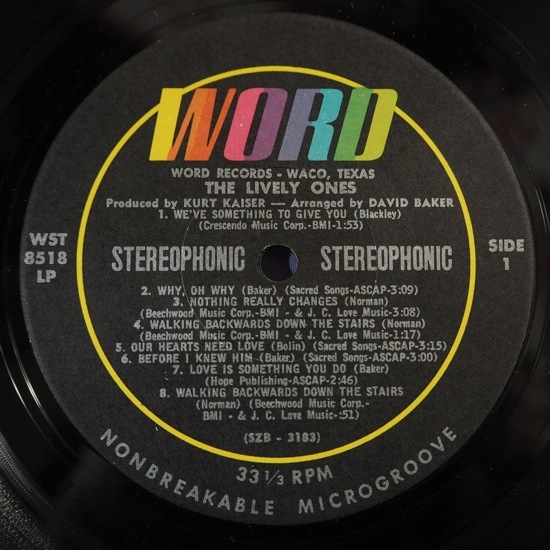 WORD
WORD RECORDS - WACO, TEXAS
THE LIVELY ONES
Produced by KURT KAISER — Arranged by DAVID BAKER
1. WE'VE SOMETHING TO GIVE YOU (Blackley)
(Crescendo Music Corp.-BMI-1:53)
WST
8518
LP
STEREOPHONIC STEREOPHONIC
SIDE
1
2. WHY, OH WHY (Baker) (Sacred Songs-ASCAP-3:09)
3. NOTHING REALLY CHANGES (Norman)
(Beechwood Music Corp.-BMI - & J. C. Love Music-3:08)
4. WALKING BACKWARDS DOWN THE STAIRS (Norman)
(Beechwood Music Corp.-BMI - & J. C. Love Music-1:17)
5. OUR HEARTS NEED LOVE (Bolin) (Sacred Songs-ASCAP-3:15)
6. BEFORE I KNEW HIM (Baker) (Sacred Songs-ASCAP-3:00)
7. LOVE IS SOMETHING YOU DO (Baker)
(Hope Publishing-ASCAP-2:46)
8. WALKING BACKWARDS DOWN THE STAIRS
(Norman) (Beechwood Music Corp.-
BMI - & J. C. Love Music-:51)
(SZB - 3183)
33 1/3 RPM
NONBREAKABLE MICROGROOVE